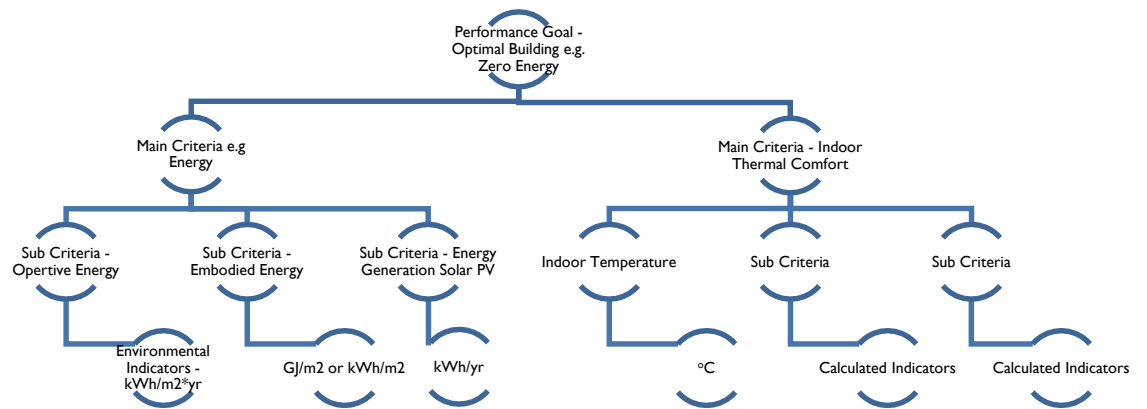 Performance Goal -
Optimal Building e.g.
Zero Energy
Main Criteria e.g
Energy
Main Criteria - Indoor
Thermal Comfort
Sub Criteria -
Opertive Energy
Sub Criteria -
Embodied Energy
Sub Criteria - Energy
Generation Solar PV
Indoor Temperature
Sub Criteria
Sub Criteria
Environmental
Indicators -
kWh/m2*yr
GJ/m2 or kWh/m2
kWh/yr
°C
Calculated Indicators
Calculated Indicators